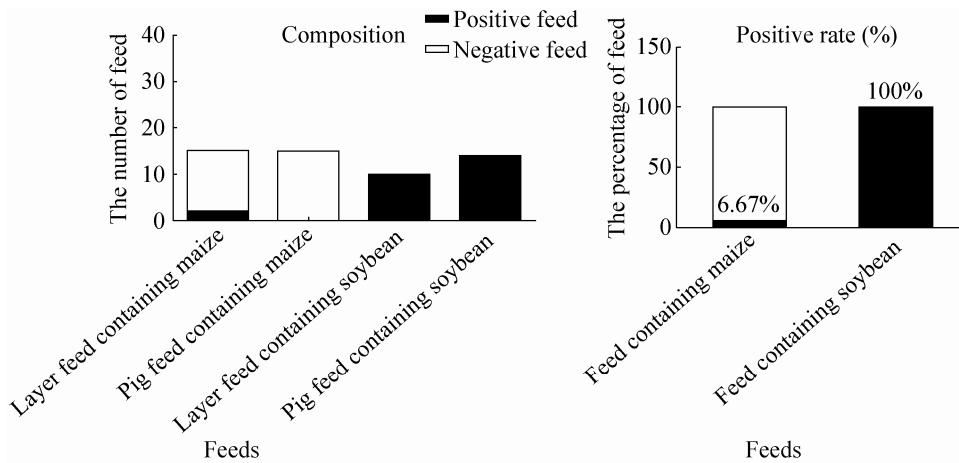 Composition
Positive feed
Negative feed
The number of feed
40
30
20
10
0
Layer feed containing maize
Pig feed containing maize
Layer feed containing soybean
Pig feed containing soybean
Feeds
Positive rate (%)
The percentage of feed
150
100
50
0
6.67%
100%
Feed containing maize
Feed containing soybean
Feeds